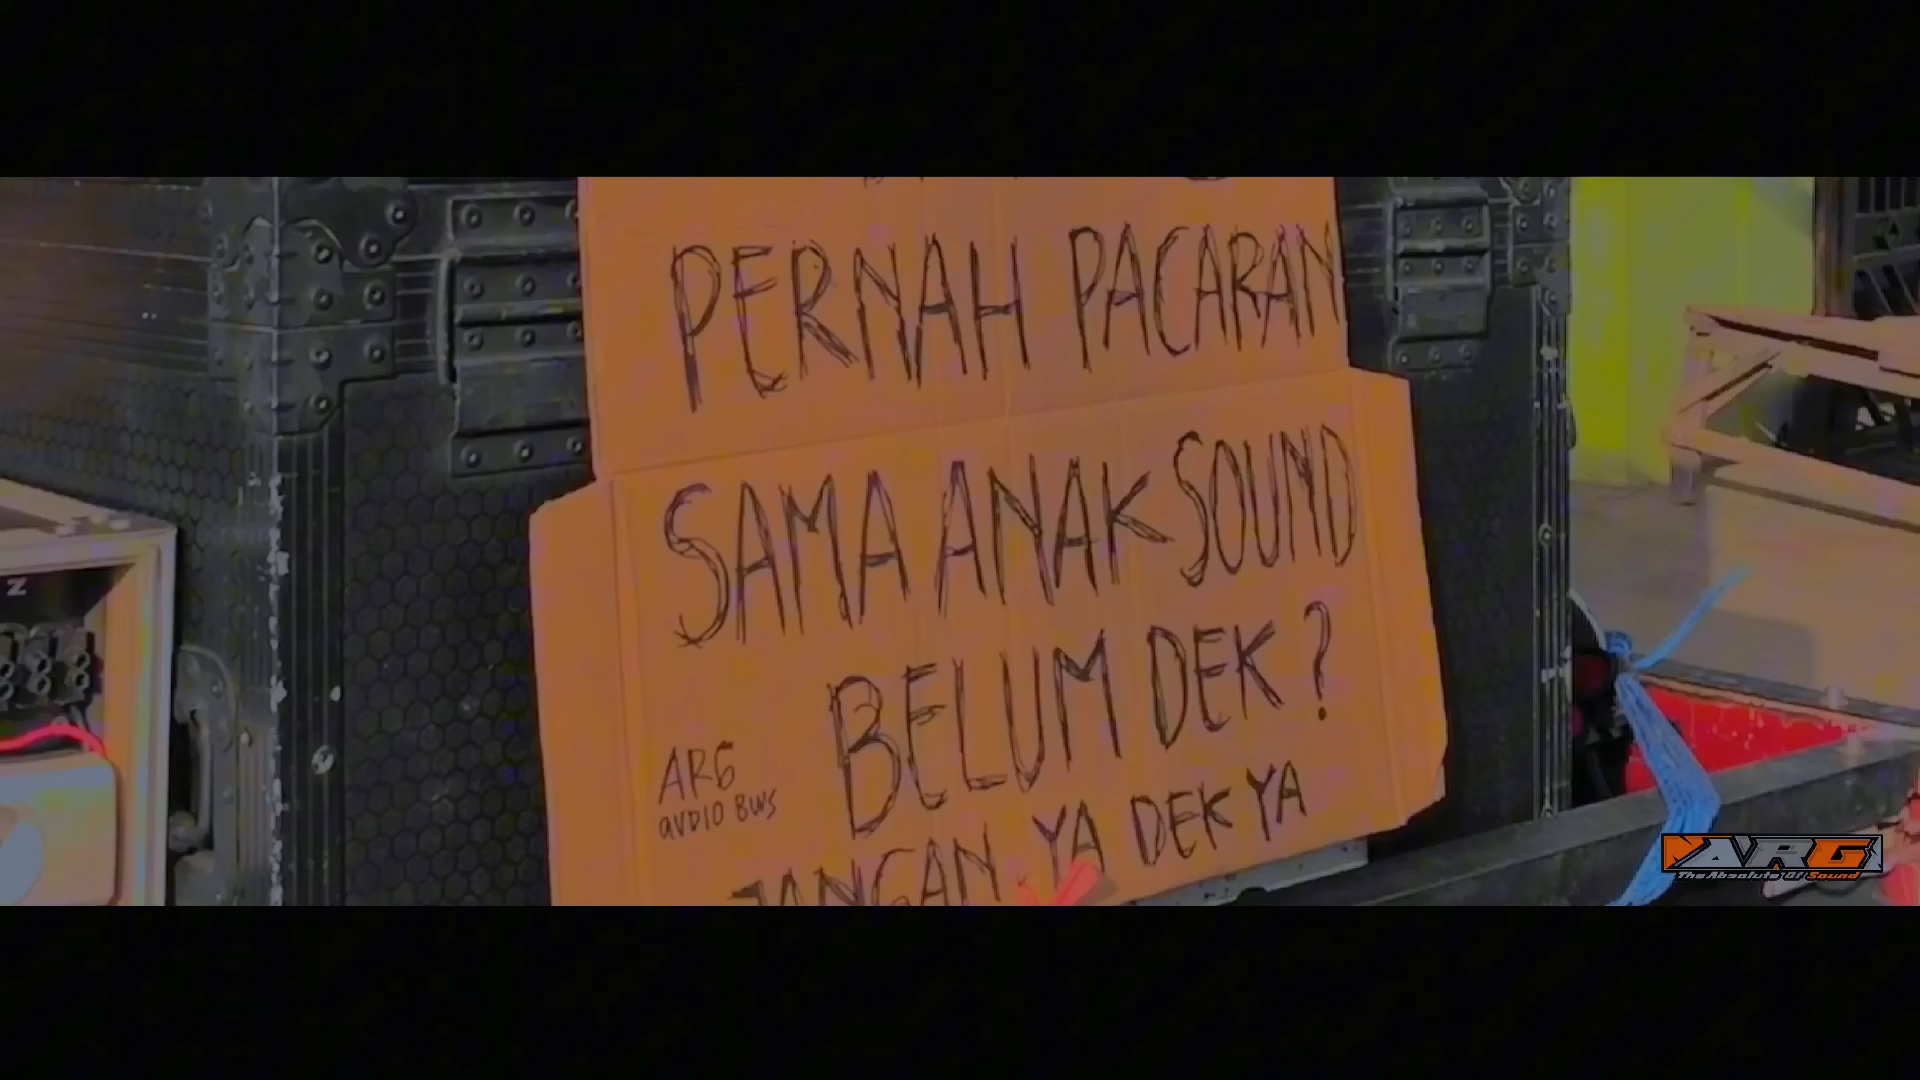 PERNAH PACARAN
SAMA ANAK SOUND
BELUM DEK ?
ARG
AUDIO BWS
JANGAN YA DEK YA
Z
ARG
The Absolute Of Sound